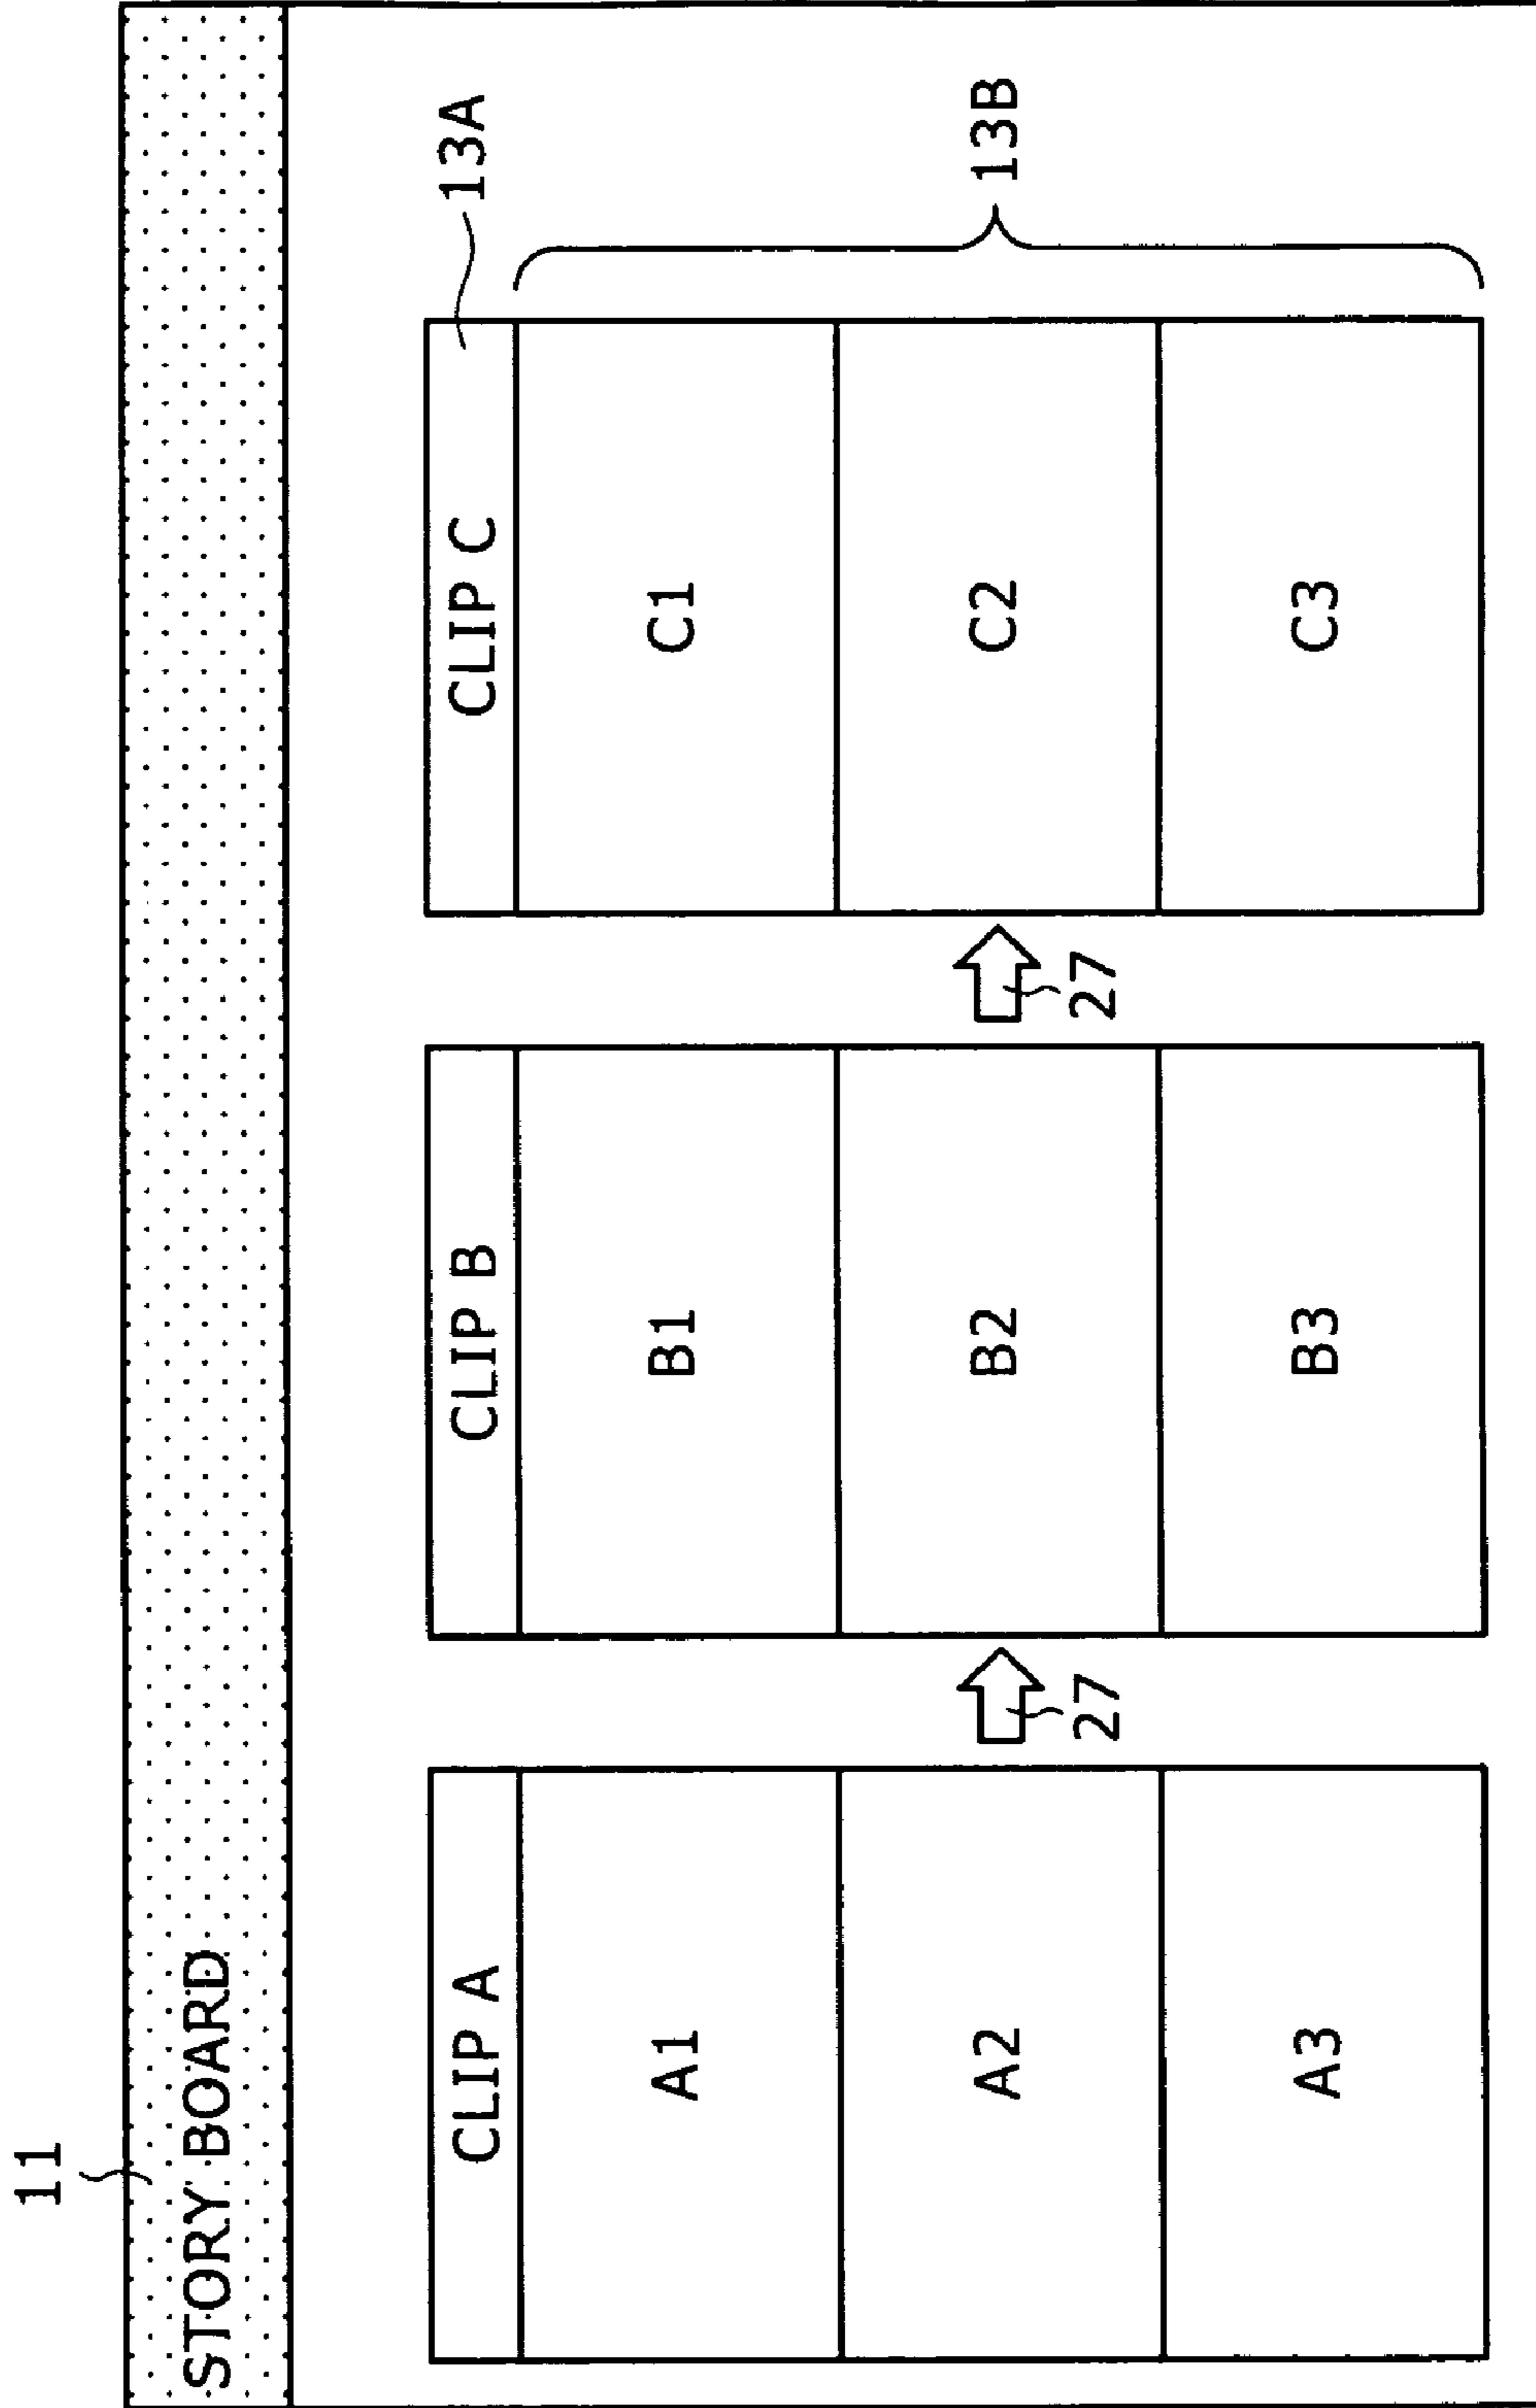 11
STORY BOARD
CLIP A
A1
A2
A3
27
CLIP B
B1
B2
B3
27
CLIP C
C1
C2
C3
13A
13B